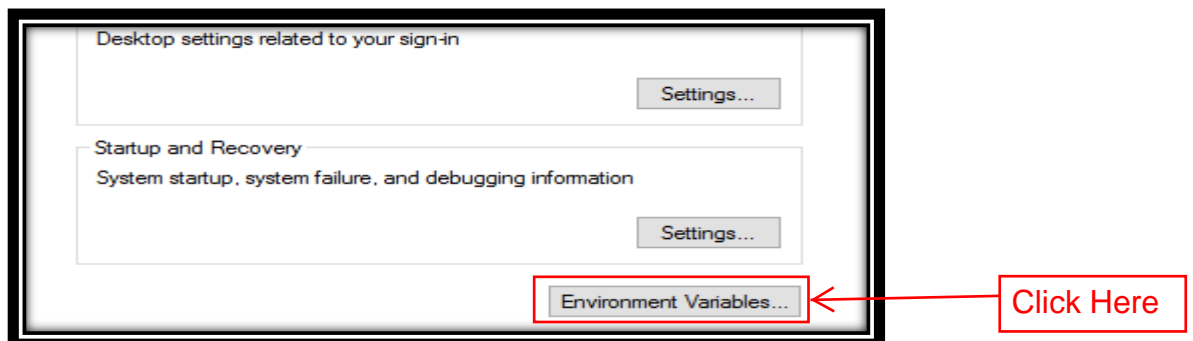 Desktop settings related to your sign-in
Settings...
Startup and Recovery
System startup, system failure, and debugging information
Settings...
Environment Variables...
Click Here